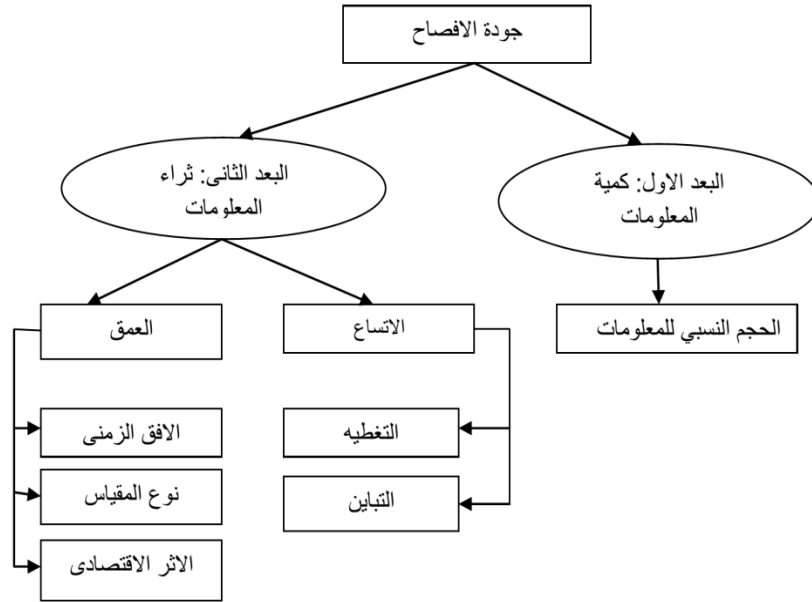 جودة الافصاح
البعد الاول: كمية
المعلومات
البعد الثانى: ثراء
المعلومات
الحجم النسبي للمعلومات
الاتساع
العمق
التغطيه
الافق الزمنى
التباين
نوع المقياس
الاثر الاقتصادى